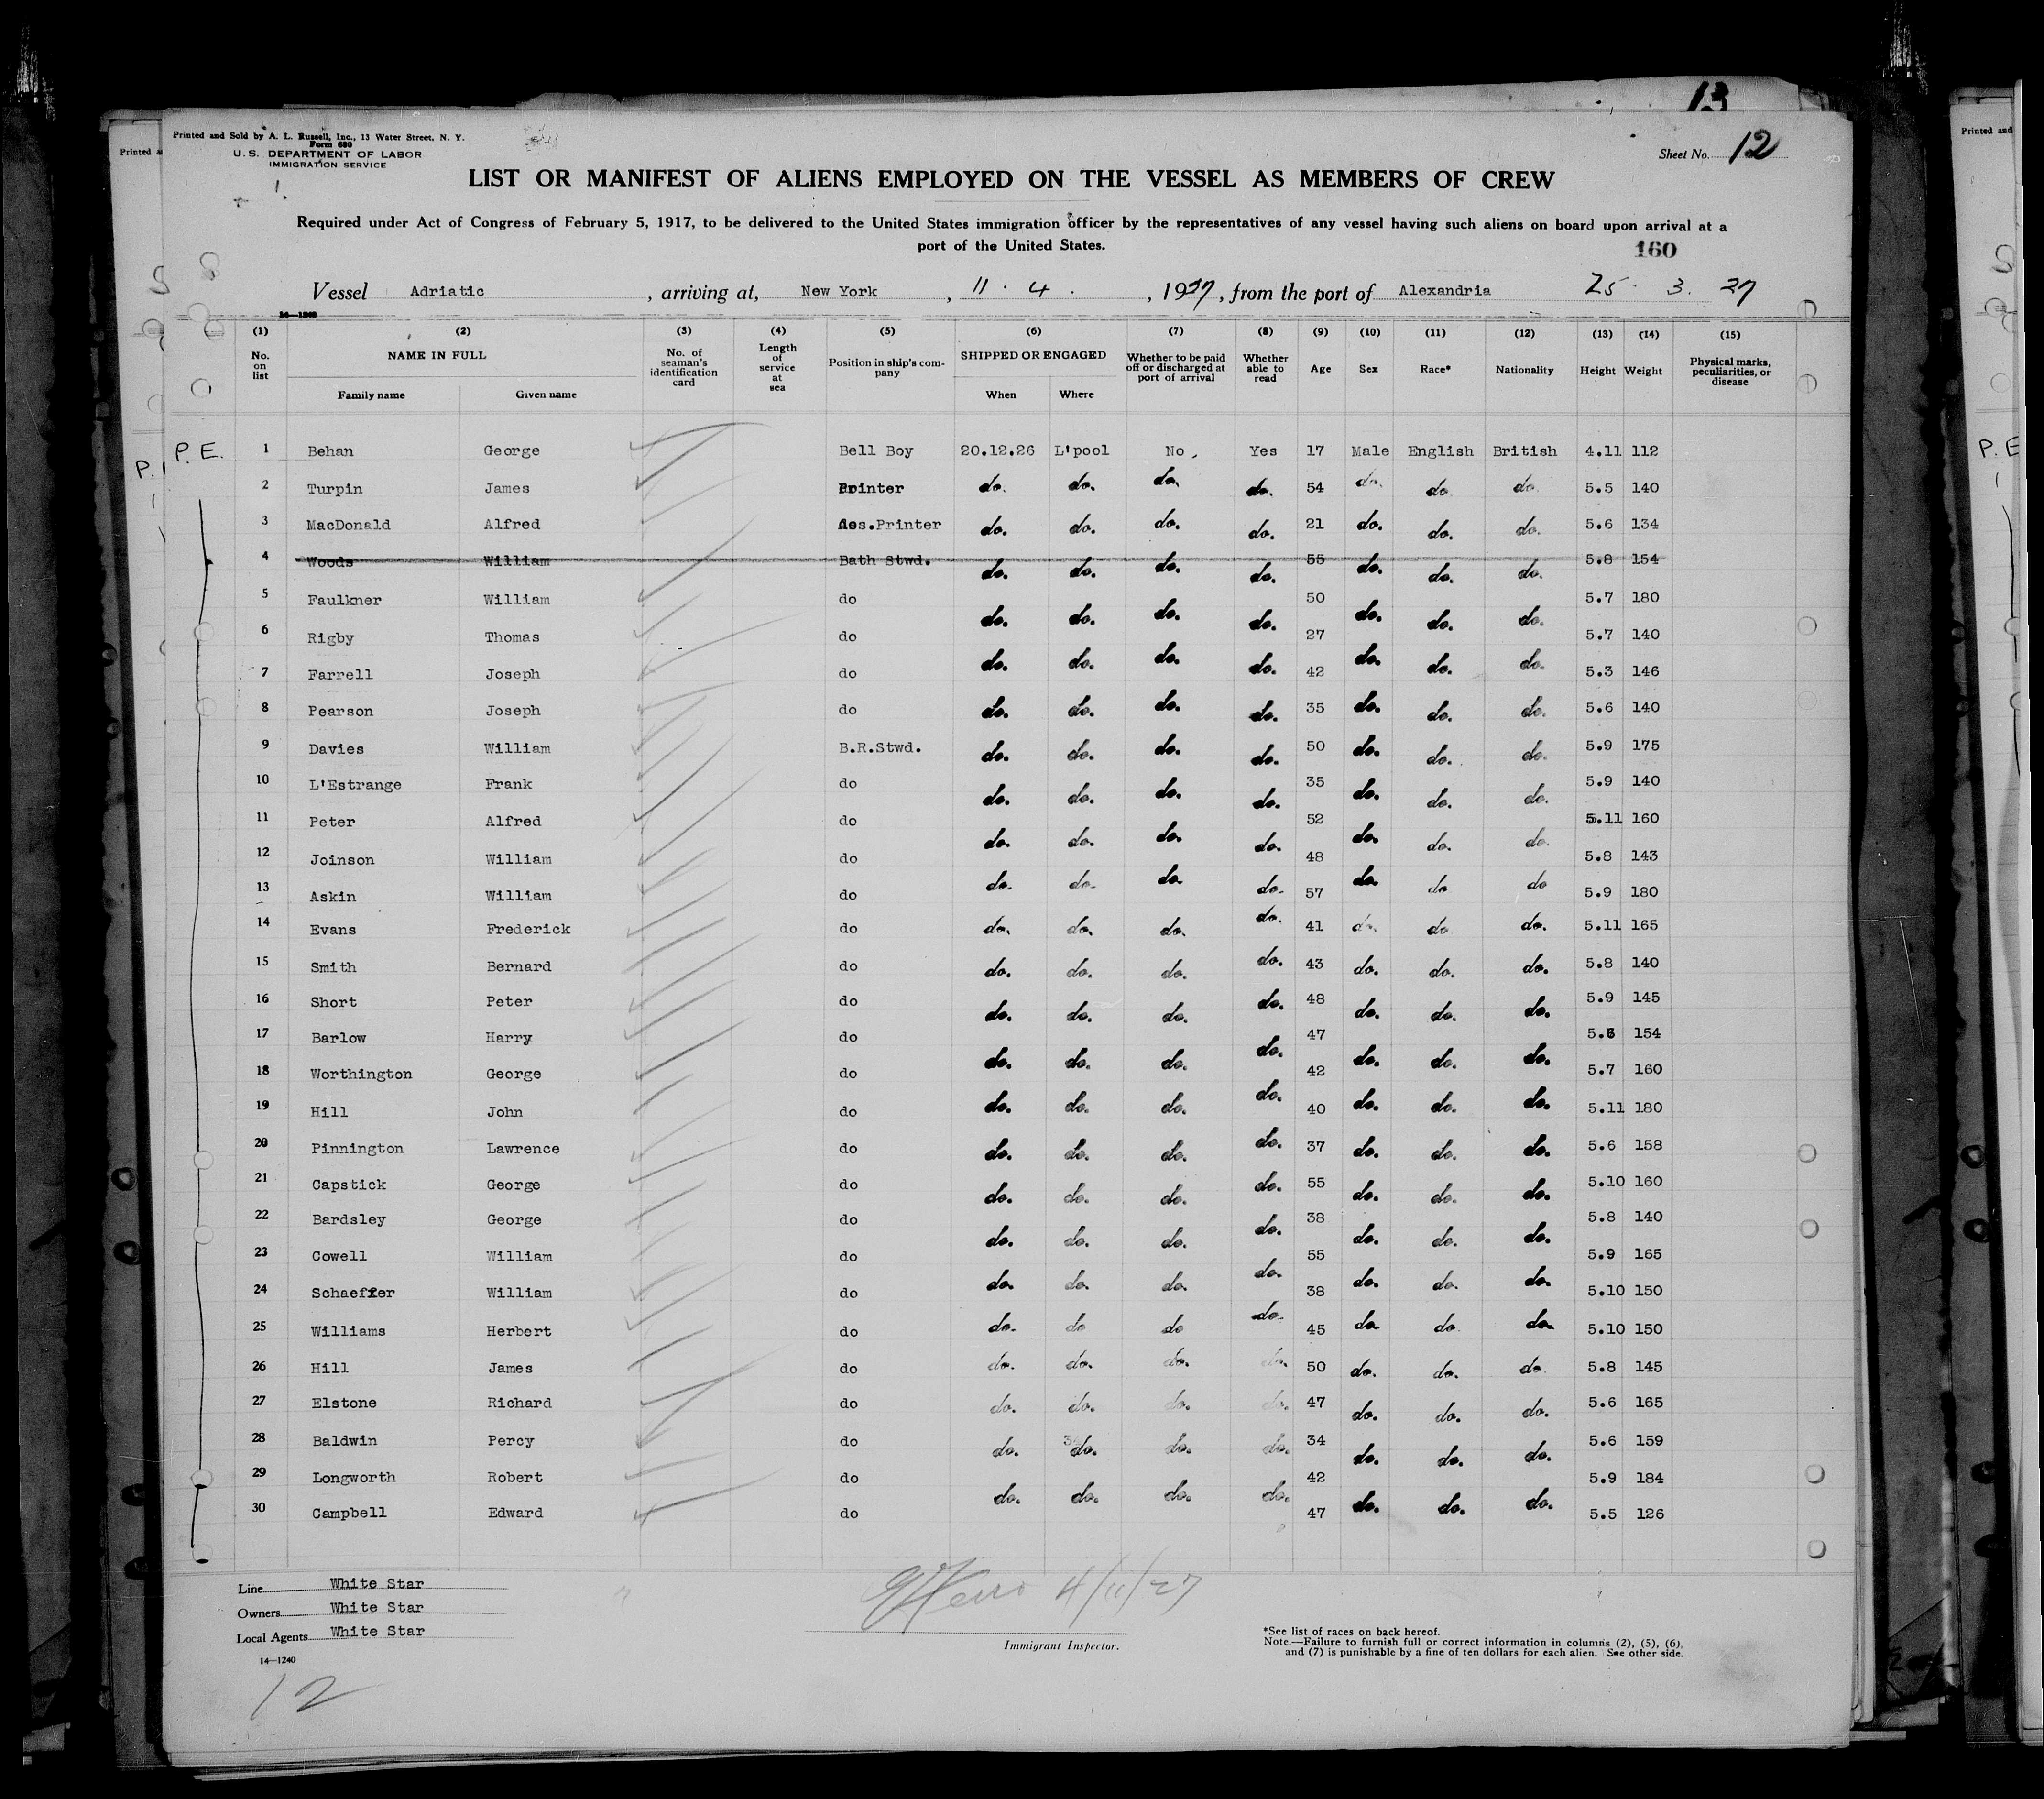 13
Printed and Sold by A. L. Russell, Inc., 13 Water Street, N. Y.
Form 680
U. S. DEPARTMENT OF LABOR
IMMIGRATION SERVICE
Sheet No. 12
LIST OR MANIFEST OF ALIENS EMPLOYED ON THE VESSEL AS MEMBERS OF CREW
Required under Act of Congress of February 5, 1917, to be delivered to the United States immigration officer by the representatives of any vessel having such aliens on board upon arrival at a
port of the United States.
160
Vessel Adriatic, arriving at, New York, 11 . 4 . , 1927, from the port of Alexandria 25 . 3. 27
14—1240
(1) (2) (3) (4) (5) (6) (7) (8) (9) (10) (11) (12) (13) (14) (15)
No. on list NAME IN FULL Family name Given name No. of seaman's identification card Length of service at sea Position in ship's company SHIPPED OR ENGAGED When Where Whether to be paid off or discharged at port of arrival Whether able to read Age Sex Race* Nationality Height Weight Physical marks, peculiarities, or disease
P. E.
1 Behan George Bell Boy 20.12.26 L'pool No, Yes 17 Male English British 4.11 112
2 Turpin James Printer do. do. do. do. 54 do. do do. 5.5 140
3 MacDonald Alfred Aes.Printer do. do. do. do. 21 do. do. do. 5.6 134
4 Woods William Bath Stwd. do. do. do. do. 55 do. do. do. 5.8 154
5 Faulkner William do do. do. do. do. 50 do. do. do. 5.7 180
6 Rigby Thomas do do. do. do. do. 27 do. do. do. 5.7 140
7 Farrell Joseph do do. do. do. do. 42 do. do. do. 5.3 146
8 Pearson Joseph do do. do. do. do. 35 do. do. do. 5.6 140
9 Davies William B.R.Stwd. do. do. do. do. 50 do. do. do. 5.9 175
10 L'Estrange Frank do do. do. do. do. 35 do. do. do. 5.9 140
11 Peter Alfred do do. do. do. do. 52 do. do. do. 5.11 160
12 Joinson William do do. do. do. do. 48 do. do do 5.8 143
13 Askin William do do. do. do. do. 57 do. do do 5.9 180
14 Evans Frederick do do. do. do. do. 41 do. do do. 5.11 165
15 Smith Bernard do do. do. do. do. 43 do. do. do. 5.8 140
16 Short Peter do do. do. do. do. 48 do. do. do. 5.9 145
17 Barlow Harry do do. do. do. do. 47 do. do. do. 5.6 154
18 Worthington George do do. do. do. do. 42 do. do. do. 5.7 160
19 Hill John do do. do. do. do. 40 do. do. do. 5.11 180
20 Pinnington Lawrence do do. do. do. do. 37 do. do. do. 5.6 158
21 Capstick George do do. do. do. do. 55 do. do. do. 5.10 160
22 Bardsley George do do. do. do. do. 38 do. do. do. 5.8 140
23 Cowell William do do. do. do. do. 55 do. do. do. 5.9 165
24 Schaeffer William do do. do. do. do. 38 do. do. do. 5.10 150
25 Williams Herbert do do. do do do. 45 do. do. do. 5.10 150
26 Hill James do do. do. do. do. 50 do. do. do. 5.8 145
27 Elstone Richard do do. do. do. do. 47 do. do. do. 5.6 165
28 Baldwin Percy do do. do. do. do. 34 do. do. do. 5.6 159
29 Longworth Robert do do. do. do. do. 42 do. do. do. 5.9 184
30 Campbell Edward do 47 5.5 126
Line White Star
Owners White Star
Local Agents White Star
14—1240
4/11/27
Immigrant Inspector.
*See list of races on back hereof.
Note.—Failure to furnish full or correct information in columns (2), (5), (6),
and (7) is punishable by a fine of ten dollars for each alien. See other side.
12